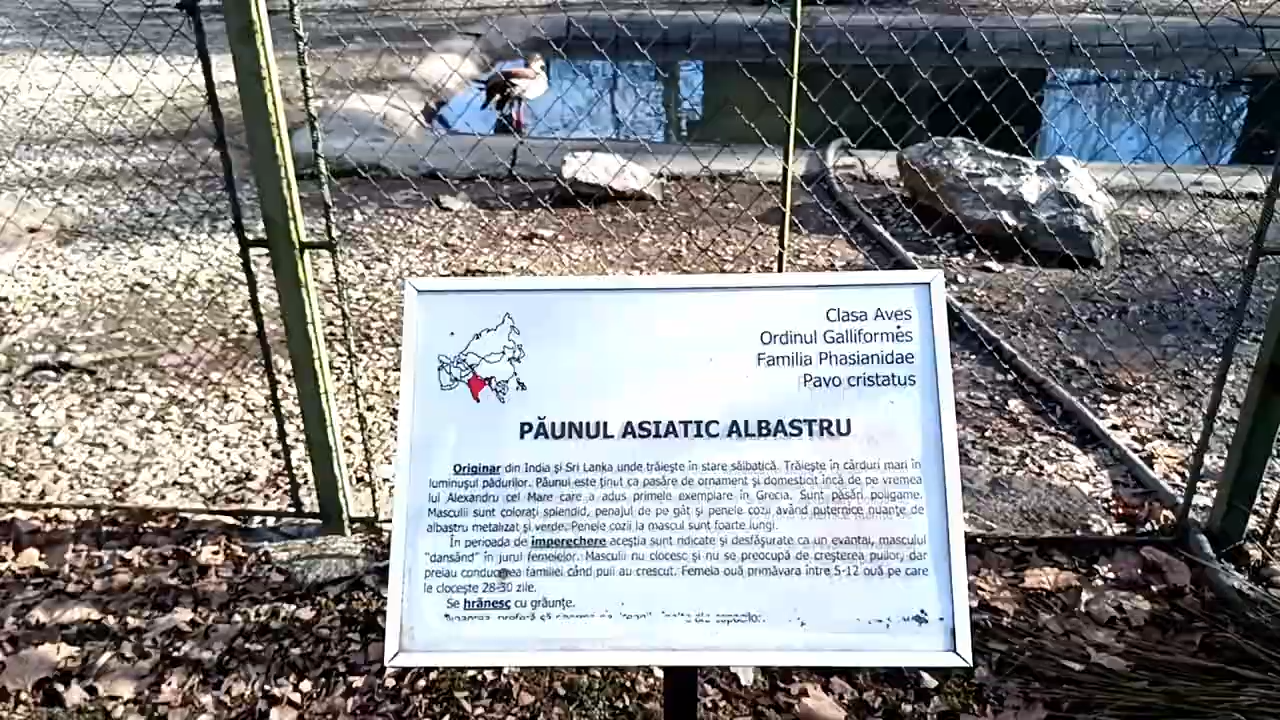 Clasa Aves
Ordinul Galliformes
Familia Phasianidae
Pavo cristatus
PĂUNUL ASIATIC ALBASTRU
Originar din India și Sri Lanka unde trăiește în stare sălbatică. Trăiește în cârduri mari în
luminușul pădurilor. Păunul este ținut ca pasăre de ornament și domesticit încă de pe vremea
lui Alexandru cel Mare care a adus primele exemplare în Grecia. Sunt păsări poligame.
Masculii sunt colorați splendid, penajul de pe gât și penele cozii având puternice nuanțe de
albastru metalizat și verde. Penele cozii la mascul sunt foarte lungi.
În perioada de împerechere aceștia sunt ridicate și desfășurate ca un evantai, masculul
"dansând" în jurul femelelor. Masculii nu clocesc și nu se preocupă de creșterea puilor, dar
preiau conducerea familiei când puii au crescut. Femela ouă primăvara între 5-12 ouă pe care
le clocește 28-30 zile.
Se hrănesc cu grăunțe.